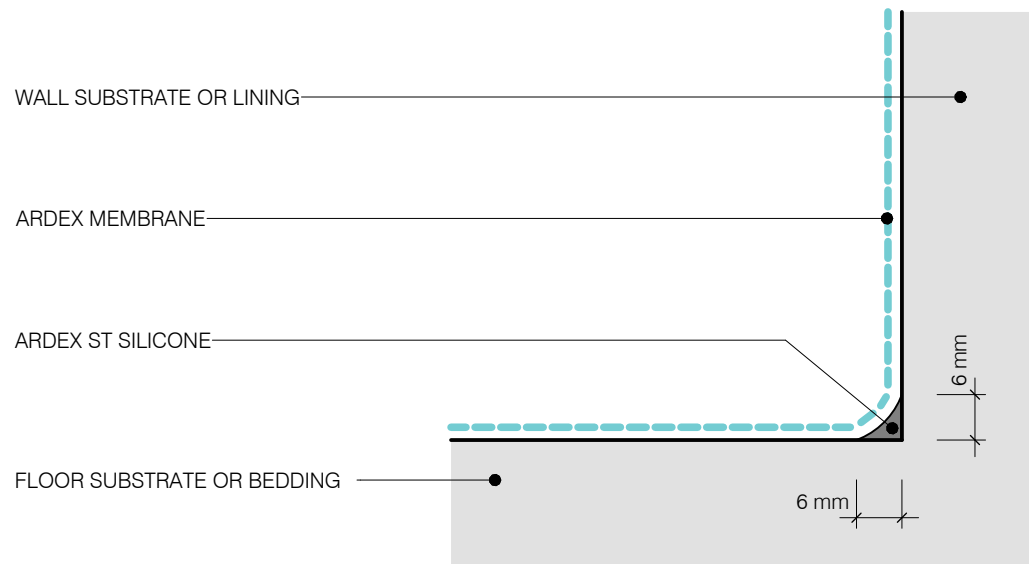 WALL SUBSTRATE OR LINING
ARDEX MEMBRANE
ARDEX ST SILICONE
6 mm
FLOOR SUBSTRATE OR BEDDING
6 mm